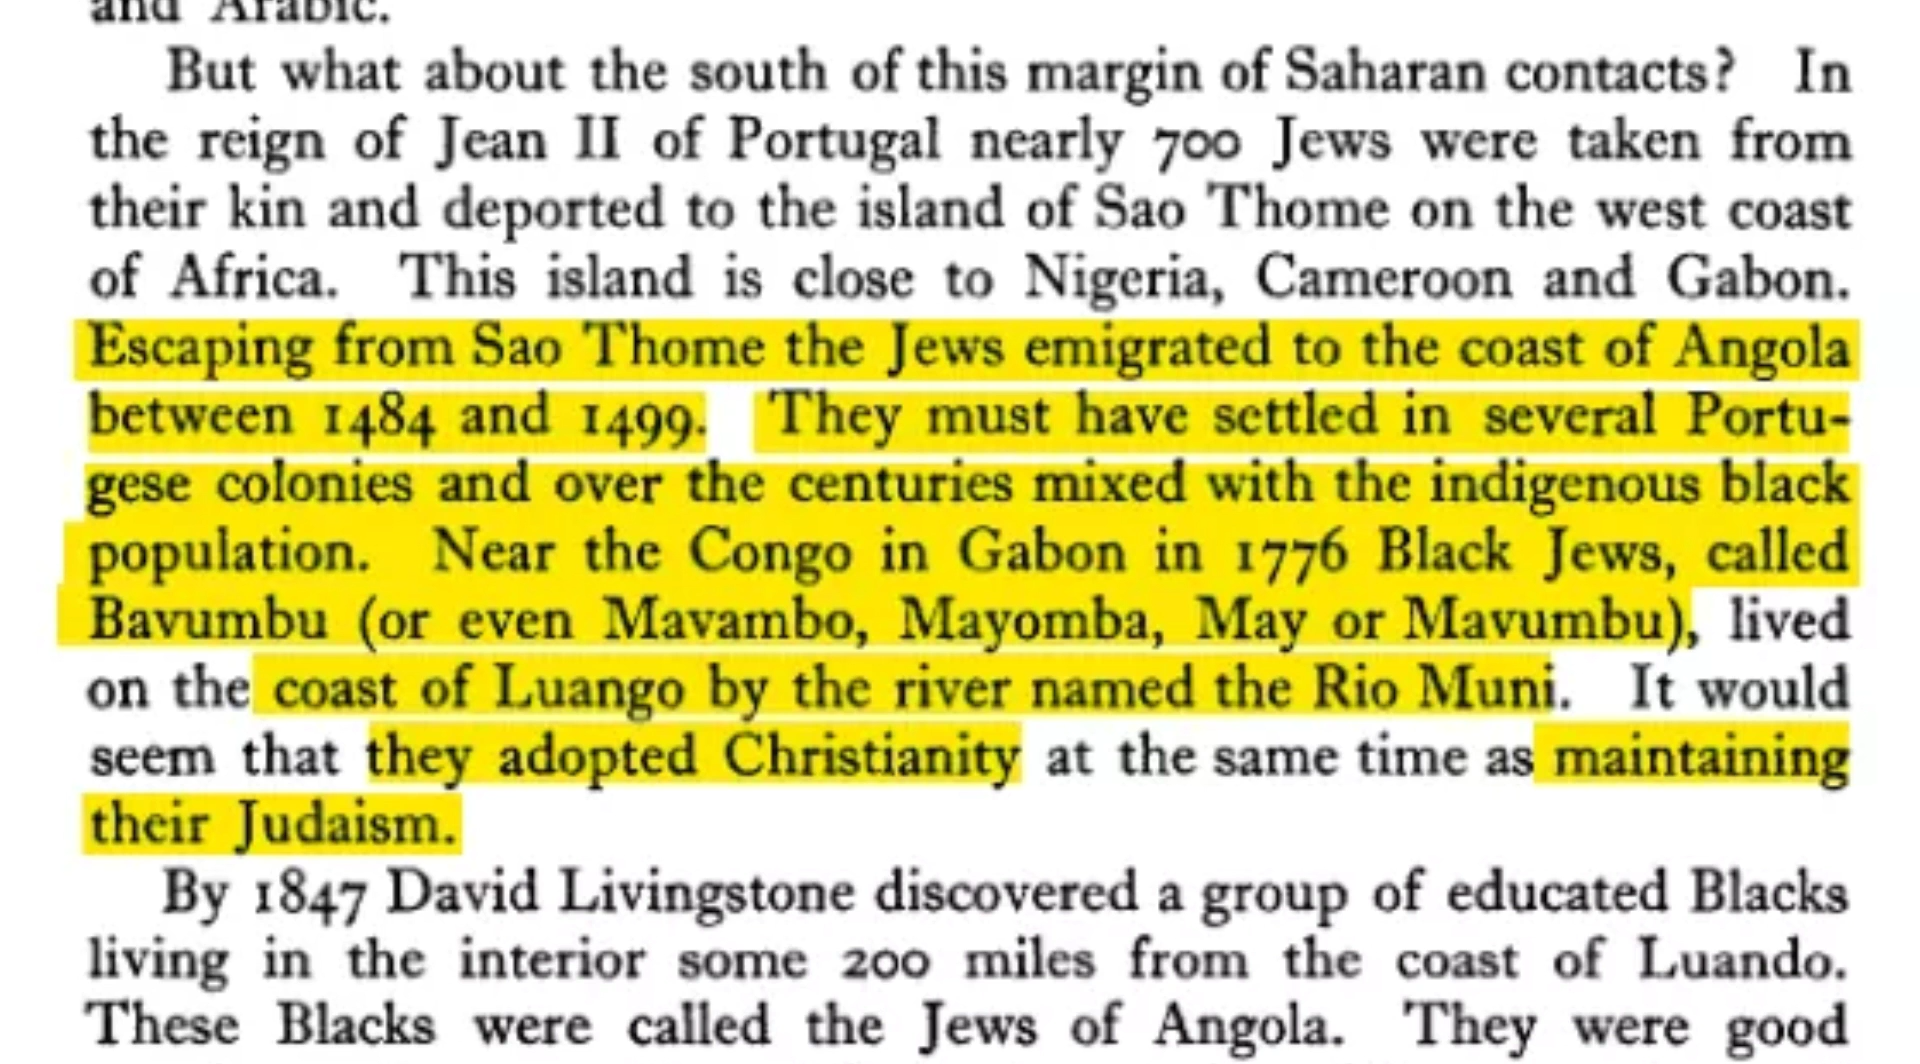 and Arabic.
But what about the south of this margin of Saharan contacts? In
the reign of Jean II of Portugal nearly 700 Jews were taken from
their kin and deported to the island of Sao Thome on the west coast
of Africa. This island is close to Nigeria, Cameroon and Gabon.
Escaping from Sao Thome the Jews emigrated to the coast of Angola
between 1484 and 1499. They must have settled in several Portu-
gese colonies and over the centuries mixed with the indigenous black
population. Near the Congo in Gabon in 1776 Black Jews, called
Bavumbu (or even Mavambo, Mayomba, May or Mavumbu), lived
on the coast of Luango by the river named the Rio Muni. It would
seem that they adopted Christianity at the same time as maintaining
their Judaism.
By 1847 David Livingstone discovered a group of educated Blacks
living in the interior some 200 miles from the coast of Luando.
These Blacks were called the Jews of Angola. They were good